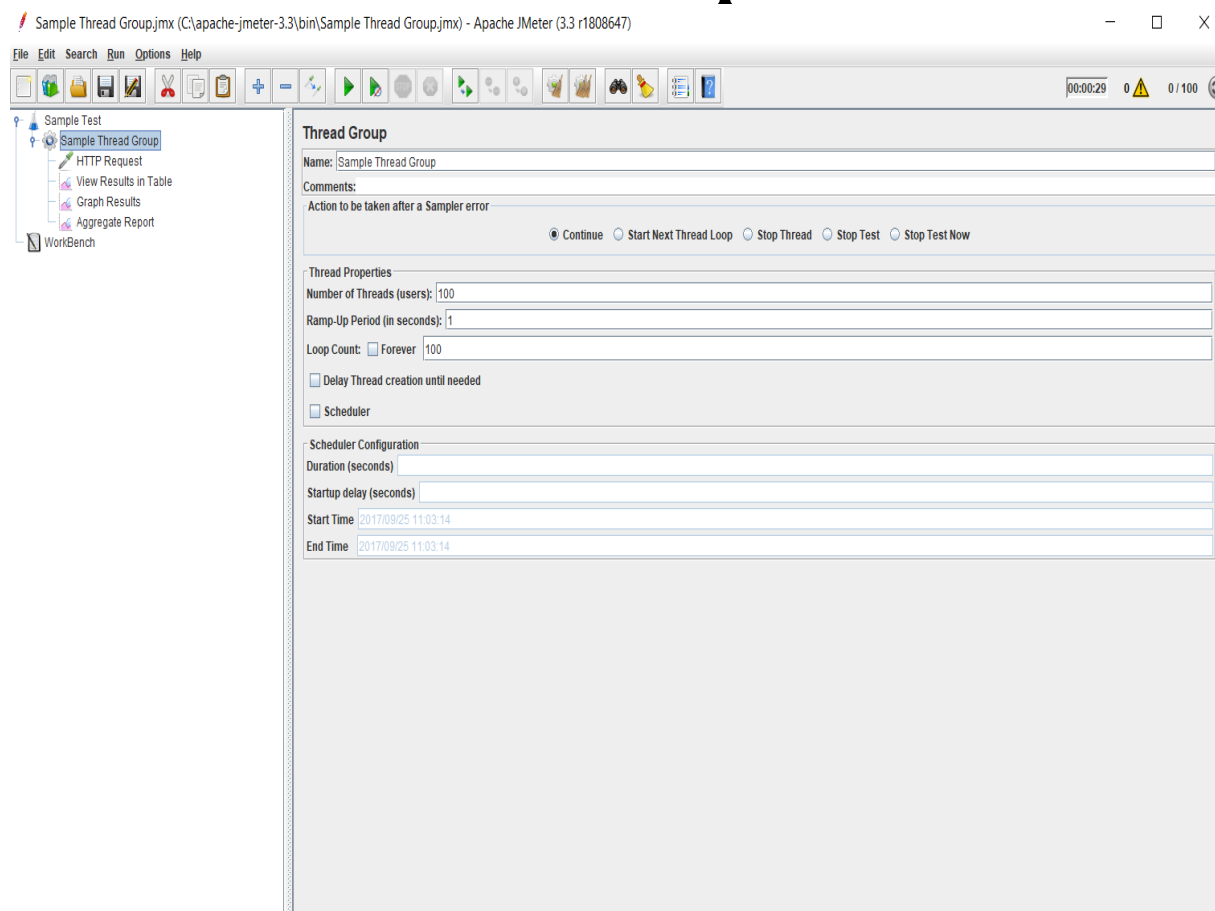 Sample Thread Group.jmx (C:\apache-jmeter-3.3\bin\Sample Thread Group.jmx) - Apache JMeter (3.3 r1808647)
File Edit Search Run Options Help
00:00:29 0 0 / 100
Sample Test
Sample Thread Group
HTTP Request
View Results in Table
Graph Results
Aggregate Report
WorkBench
Thread Group
Name: Sample Thread Group
Comments:
Action to be taken after a Sampler error
Continue Start Next Thread Loop Stop Thread Stop Test Stop Test Now
Thread Properties
Number of Threads (users): 100
Ramp-Up Period (in seconds): 1
Loop Count: Forever 100
Delay Thread creation until needed
Scheduler
Scheduler Configuration
Duration (seconds)
Startup delay (seconds)
Start Time 2017/09/25 11:03:14
End Time 2017/09/25 11:03:14